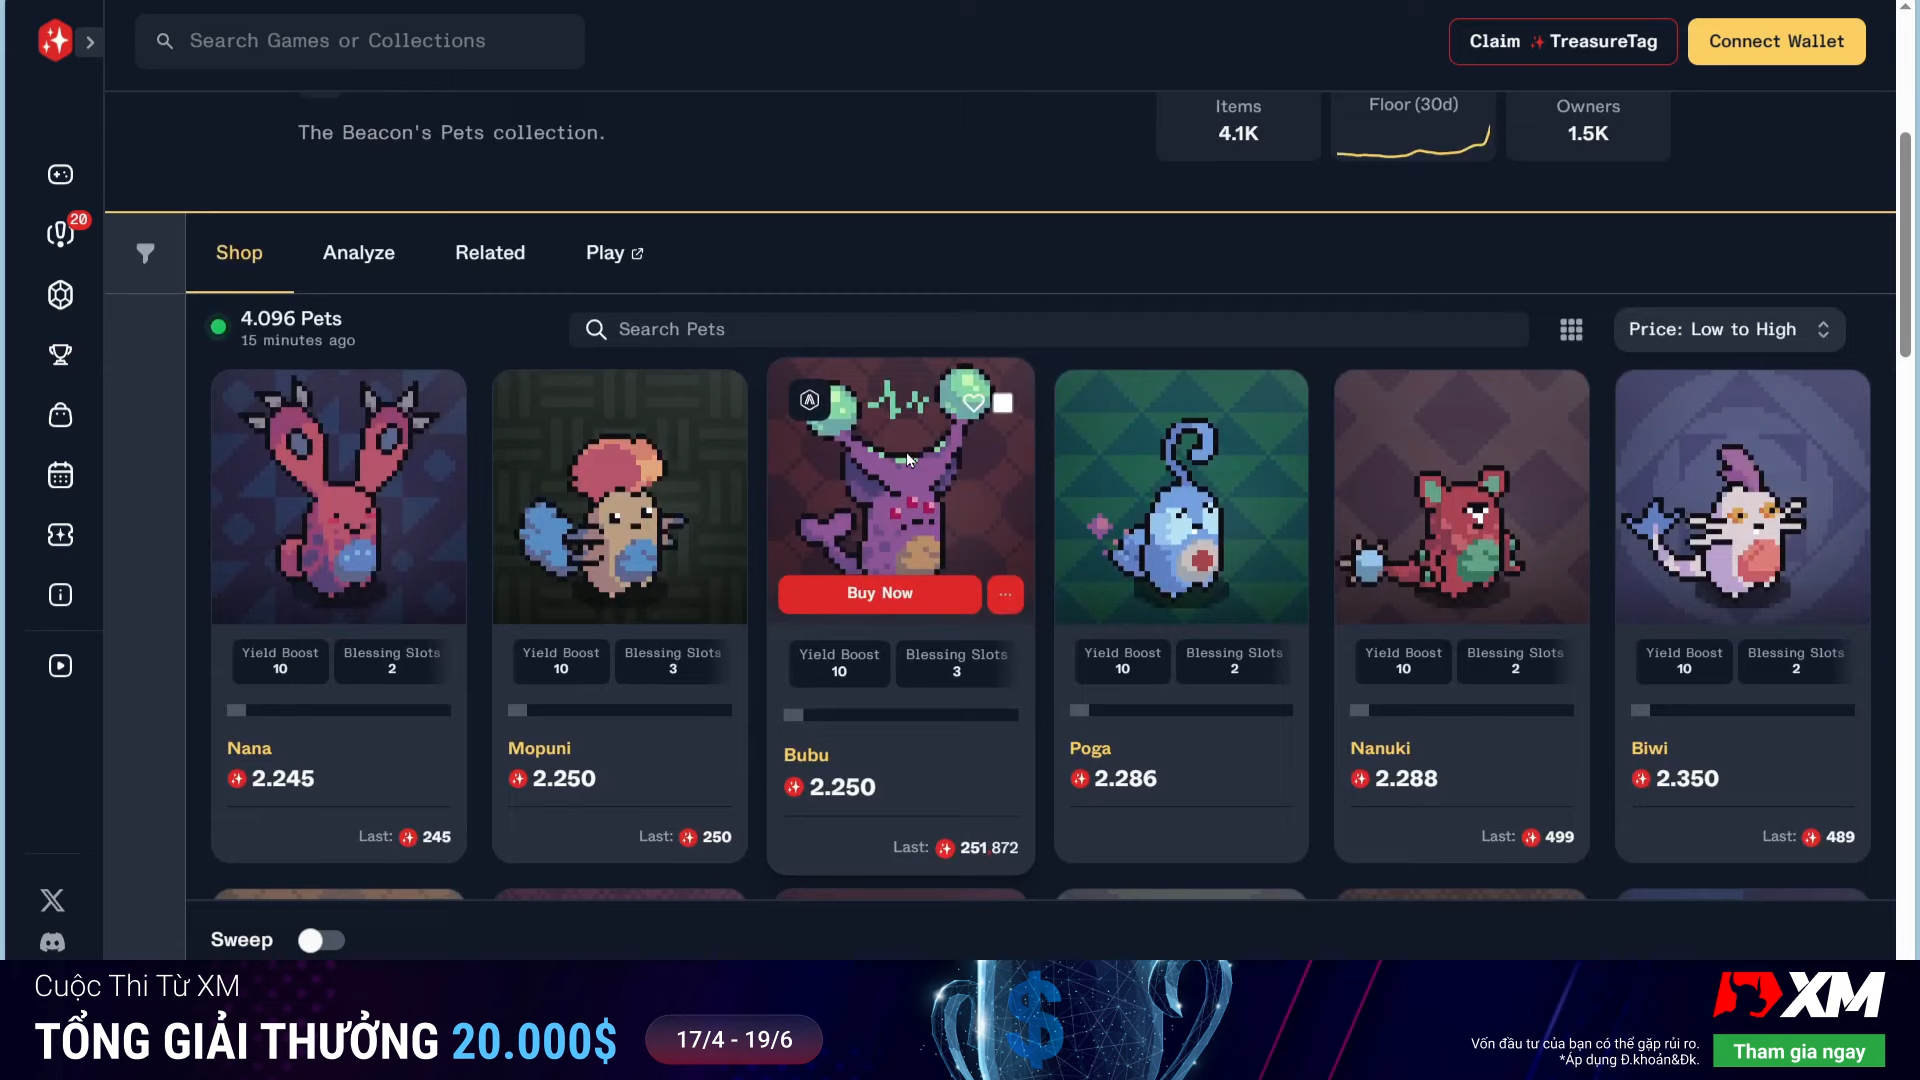 Search Games or Collections
Claim TreasureTag
Connect Wallet
The Beacon's Pets collection.
Items
4.1K
Floor (30d)
Owners
1.5K
20
Shop
Analyze
Related
Play
4.096 Pets
15 minutes ago
Search Pets
Price: Low to High
Buy Now
...
Yield Boost
10
Blessing Slots
2
Yield Boost
10
Blessing Slots
3
Yield Boost
10
Blessing Slots
3
Yield Boost
10
Blessing Slots
2
Yield Boost
10
Blessing Slots
2
Yield Boost
10
Blessing Slots
2
Nana
2.245
Last: 245
Mopuni
2.250
Last: 250
Bubu
2.250
Last: 251.872
Poga
2.286
Nanuki
2.288
Last: 499
Biwi
2.350
Last: 489
Sweep
Cuộc Thi Từ XM
TỔNG GIẢI THƯỞNG 20.000$
17/4 - 19/6
$
XM
Vốn đầu tư của bạn có thể gặp rủi ro.
*Áp dụng Đ.khoản&Đk.
Tham gia ngay